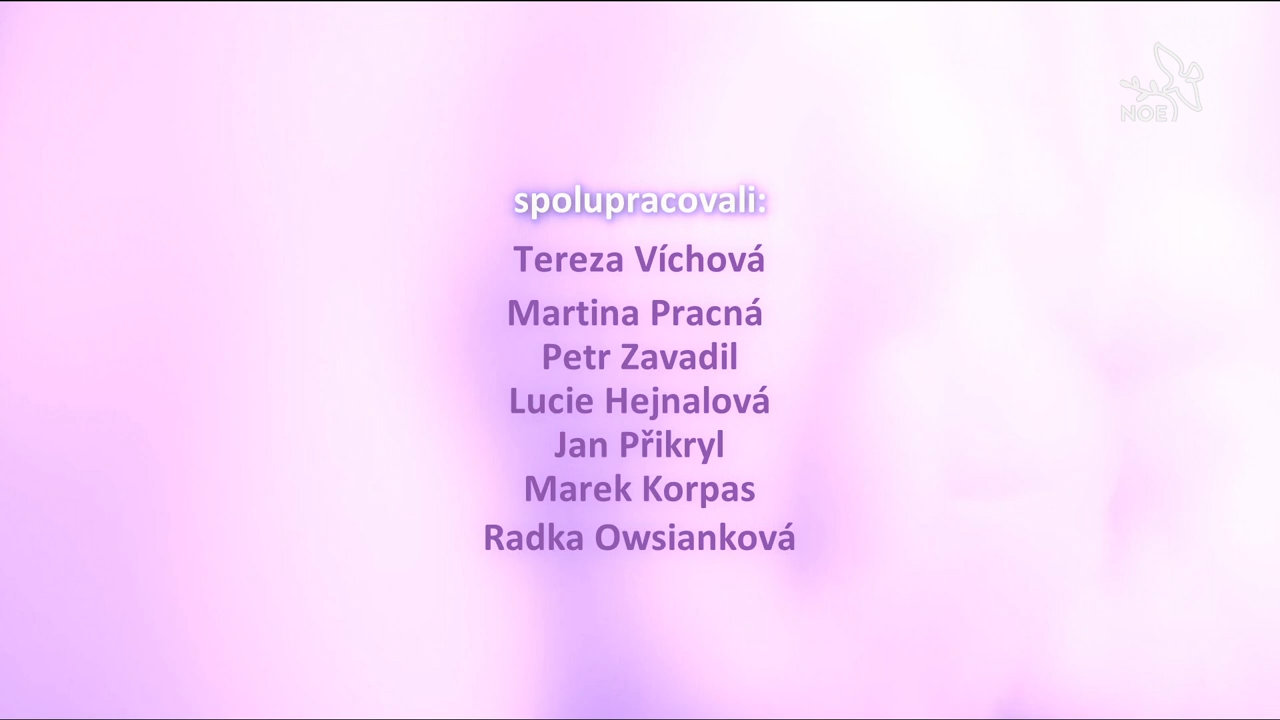 NOE
spolupracovali:
Tereza Víchová
Martina Pracná
Petr Zavadil
Lucie Hejnalová
Jan Přikryl
Marek Korpas
Radka Owsianková